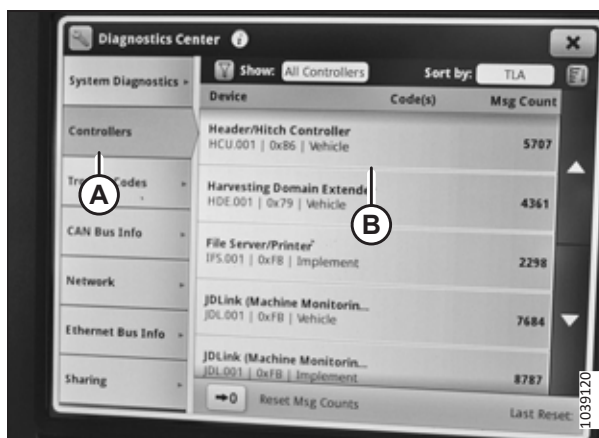 Diagnostics Center
System Diagnostics
Show: All Controllers Sort by: TLA
Device Code(s) Msg Count
Controllers
Header/Hitch Controller
HCU.001 | 0x86 | Vehicle 5707
A
Codes
Harvesting Domain Extende
HDE.001 | 0x79 | Vehicle 4361
B
CAN Bus Info
File Server/Printer
IFS.001 | 0xF8 | Implement 2298
Network
JDLink (Machine Monitorin...
JDL.001 | 0xFB | Vehicle 7684
Ethernet Bus Info
JDLink (Machine Monitorin...
JDL.001 | 0xFB | Implement 8787
Sharing
0 Reset Msg Counts
Last Reset:
1039120